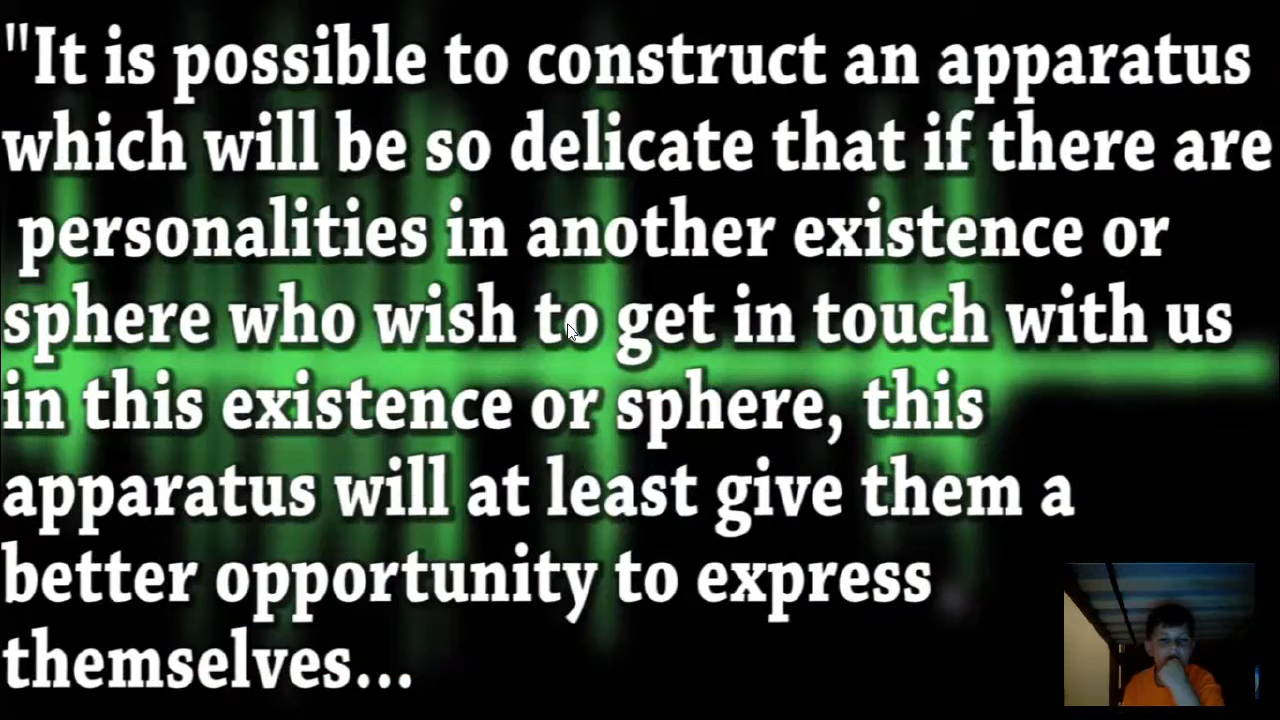 "It is possible to construct an apparatus
which will be so delicate that if there are
personalities in another existence or
sphere who wish to get in touch with us
in this existence or sphere, this
apparatus will at least give them a
better opportunity to express
themselves...